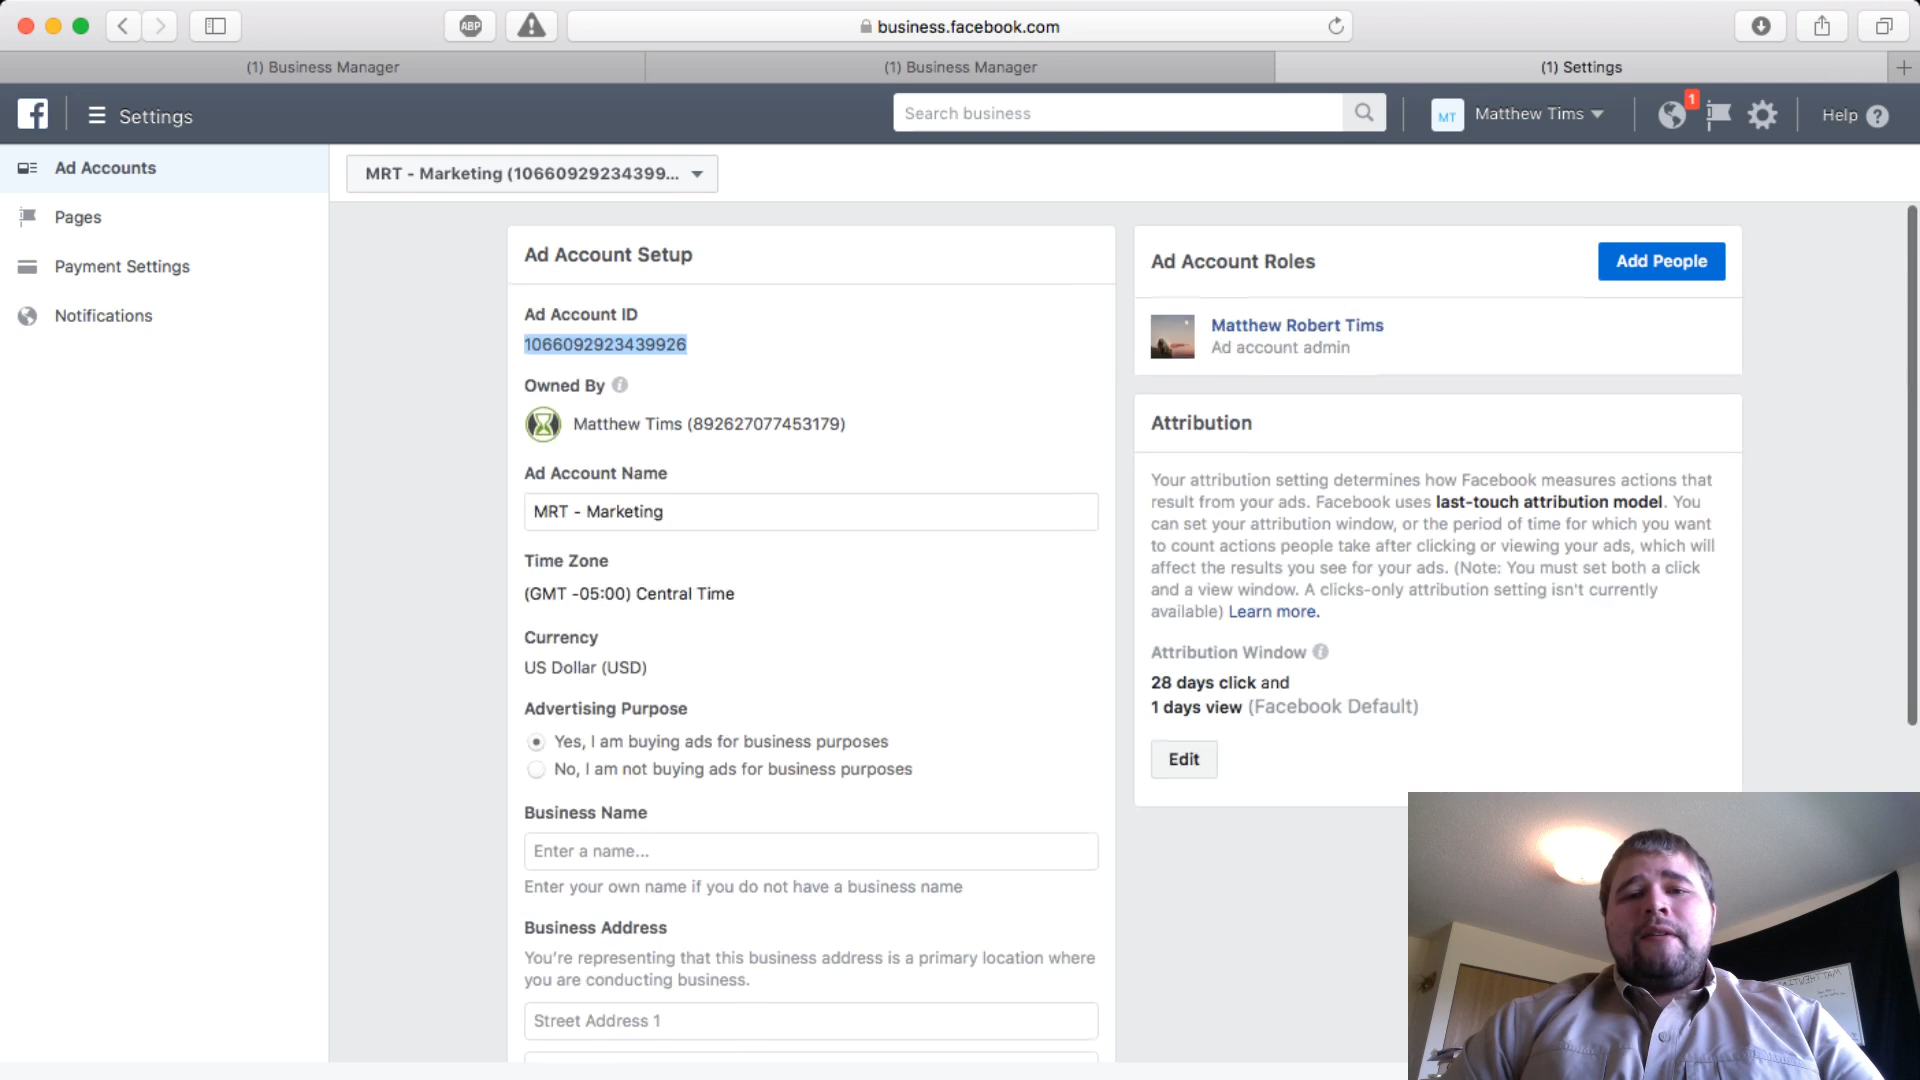 ABP
business.facebook.com
(1) Business Manager
(1) Business Manager
(1) Settings
Settings
Search business
MT
Matthew Tims
1
Help
Ad Accounts
Pages
Payment Settings
Notifications
MRT - Marketing (10660929234399...
Ad Account Setup
Ad Account ID
1066092923439926
Owned By
Matthew Tims (892627077453179)
Ad Account Name
MRT - Marketing
Time Zone
(GMT -05:00) Central Time
Currency
US Dollar (USD)
Advertising Purpose
Yes, I am buying ads for business purposes
No, I am not buying ads for business purposes
Business Name
Enter a name...
Enter your own name if you do not have a business name
Business Address
You're representing that this business address is a primary location where
you are conducting business.
Street Address 1
Ad Account Roles
Add People
Matthew Robert Tims
Ad account admin
Attribution
Your attribution setting determines how Facebook measures actions that
result from your ads. Facebook uses last-touch attribution model. You
can set your attribution window, or the period of time for which you want
to count actions people take after clicking or viewing your ads, which will
affect the results you see for your ads. (Note: You must set both a click
and a view window. A clicks-only attribution setting isn't currently
available) Learn more.
Attribution Window
28 days click and
1 days view (Facebook Default)
Edit